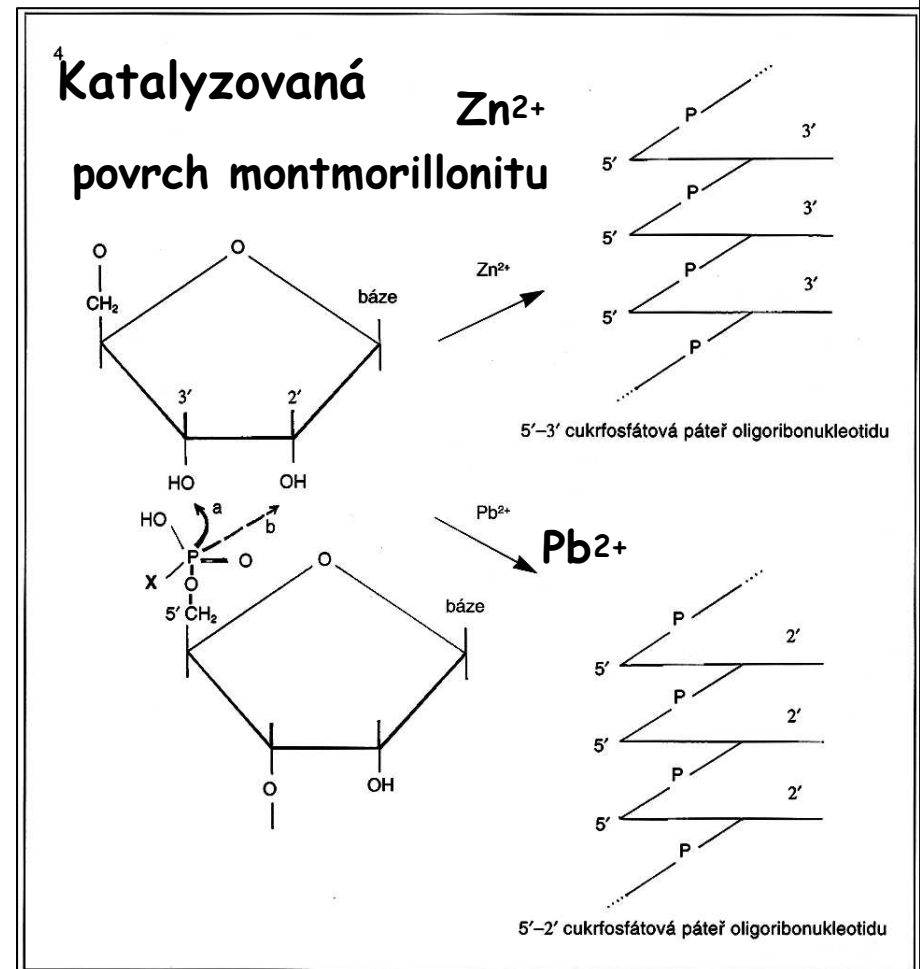 4
Katalyzovaná
Zn2+
povrch montmorillonitu
O
CH2
O
báze
3′
2′
HO
OH
Zn2+
P
3′
5′
P
3′
5′
P
3′
5′
P
5′–3′ cukrfosfátová páteř oligoribonukleotidu
a
b
HO
P
O
X
O
5′ CH2
O
báze
O
OH
Pb2+
Pb2+
P
2′
5′
P
2′
5′
P
2′
5′
P
5′–2′ cukrfosfátová páteř oligoribonukleotidu